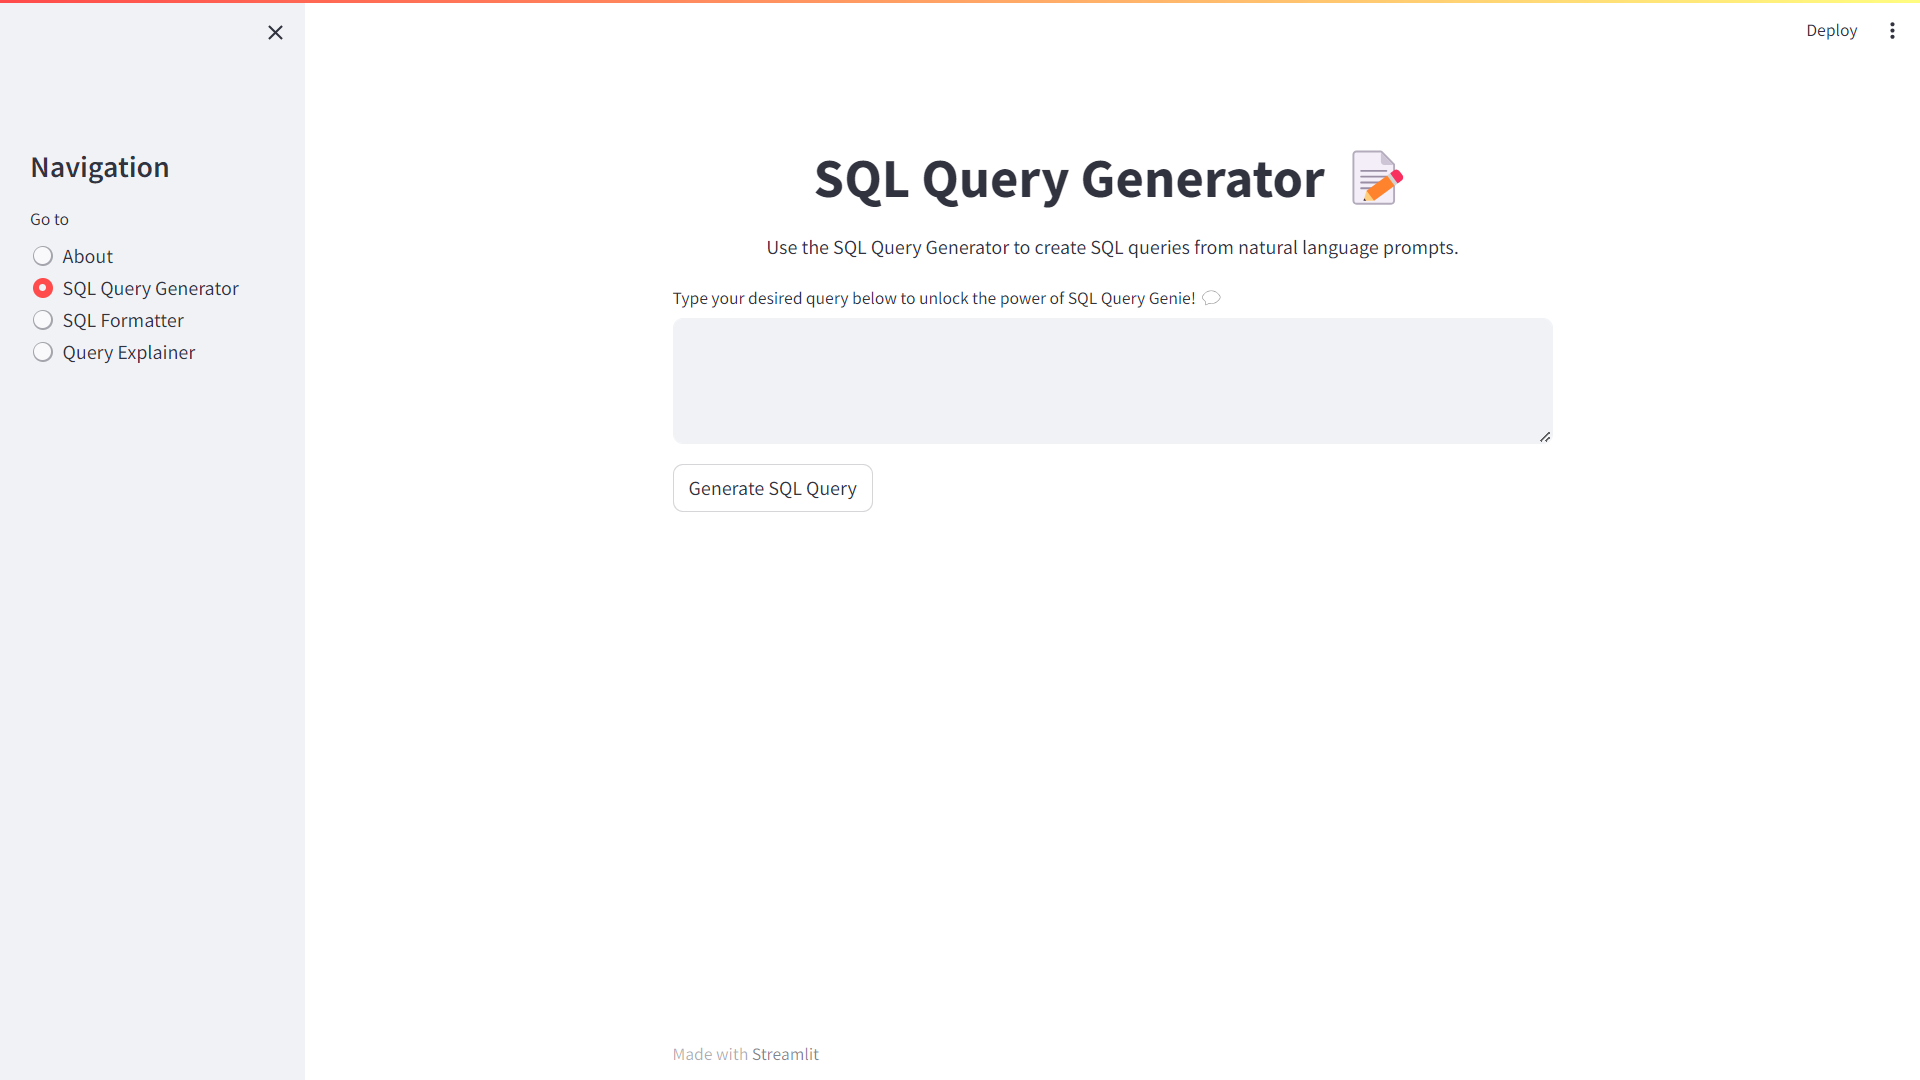 Deploy
Navigation
Go to
About
SQL Query Generator
SQL Formatter
Query Explainer
SQL Query Generator
Use the SQL Query Generator to create SQL queries from natural language prompts.
Type your desired query below to unlock the power of SQL Query Genie!
Generate SQL Query
Made with Streamlit